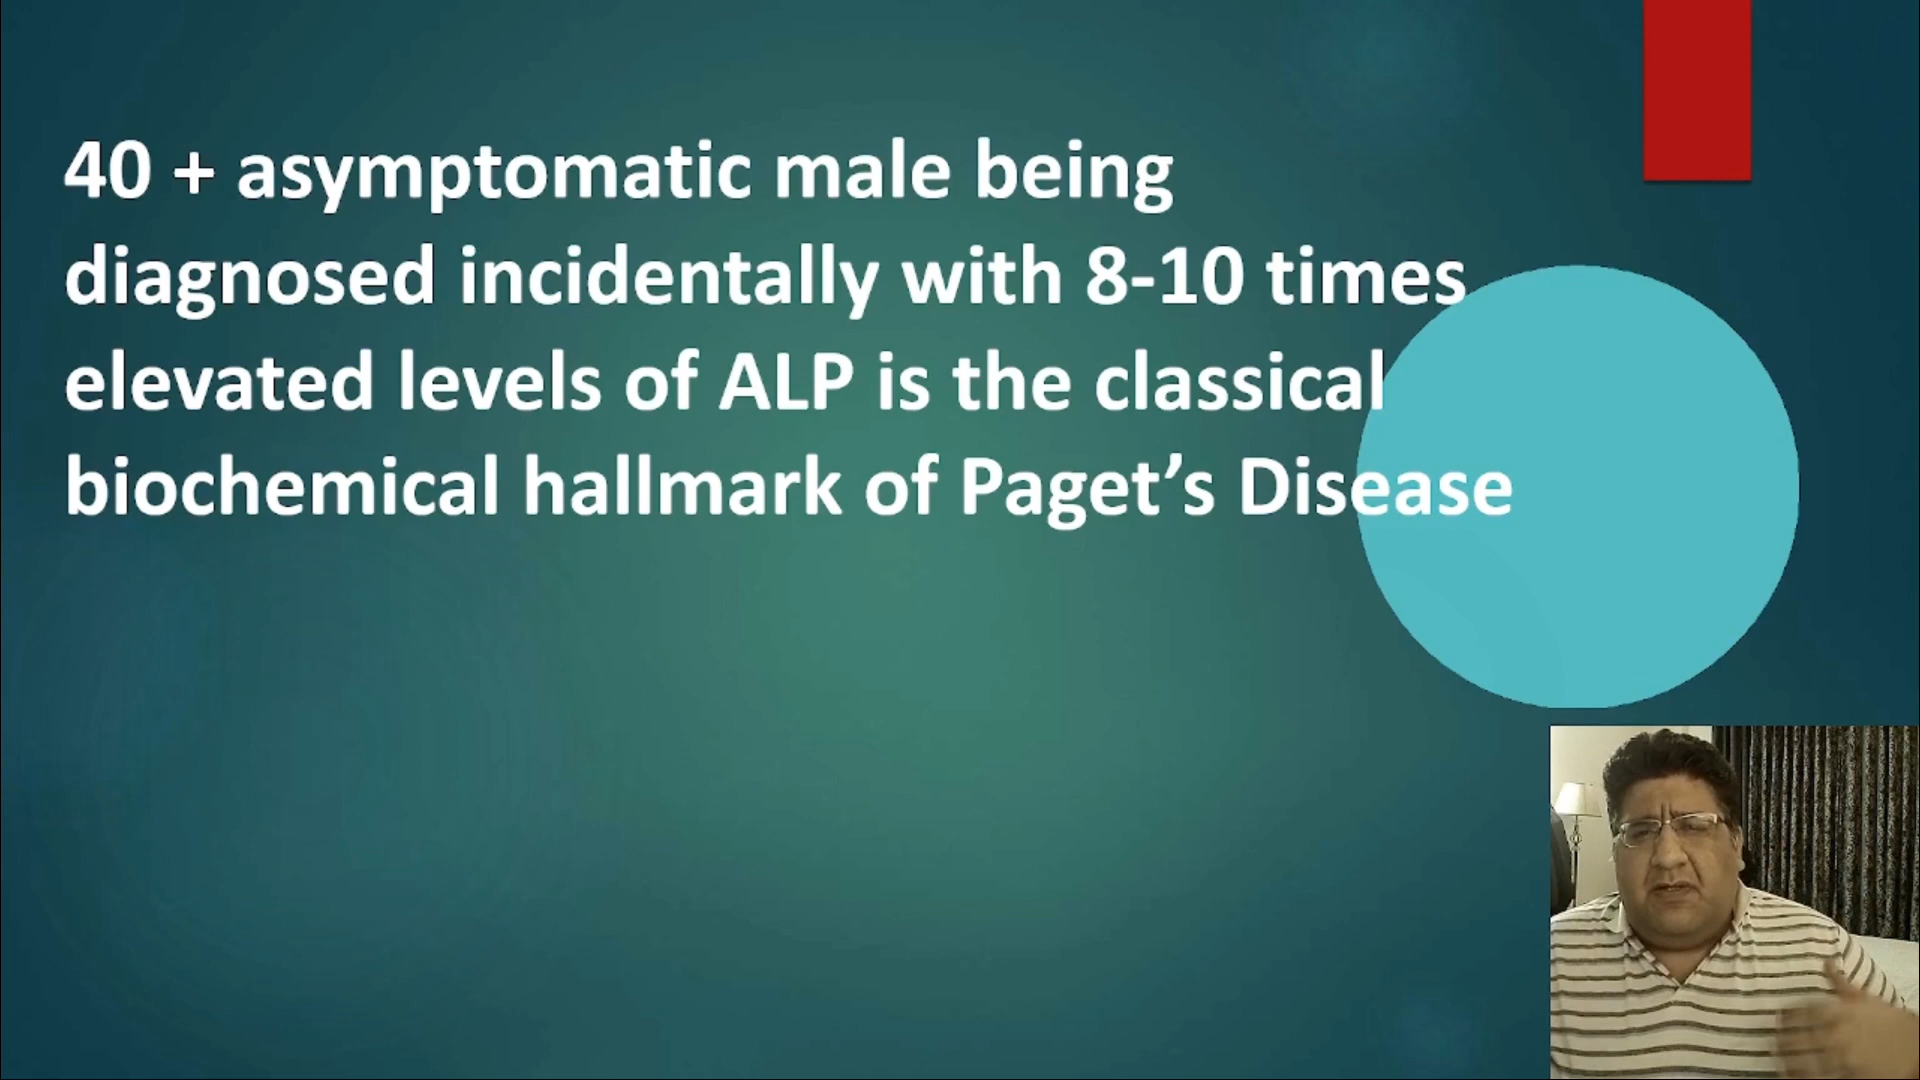 40 + asymptomatic male being
diagnosed incidentally with 8-10 times
elevated levels of ALP is the classical
biochemical hallmark of Paget’s Disease